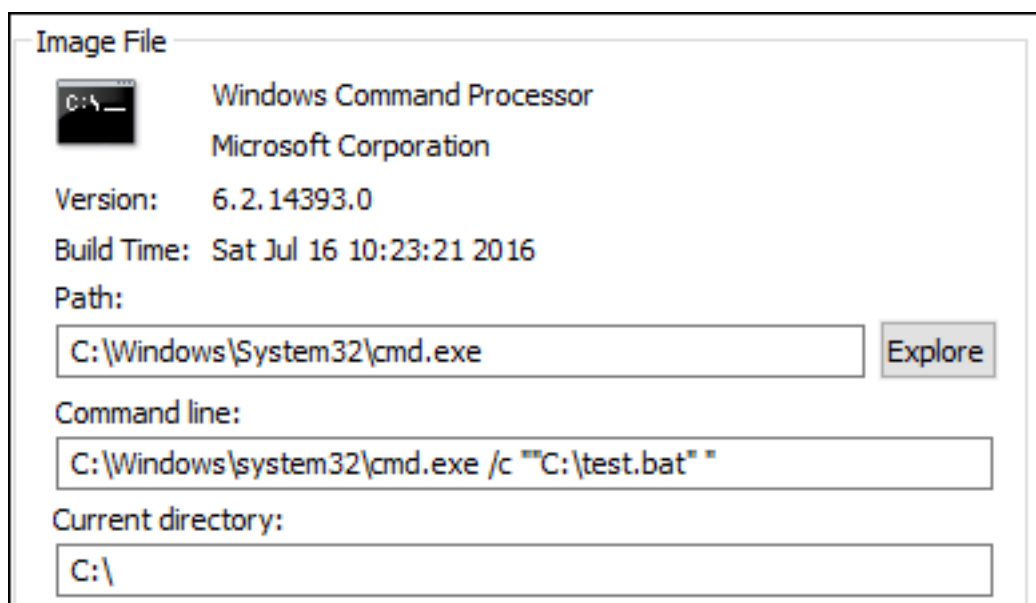 Image File
C:\
Windows Command Processor
Microsoft Corporation
Version: 6.2.14393.0
Build Time: Sat Jul 16 10:23:21 2016
Path:
C:\Windows\System32\cmd.exe Explore
Command line:
C:\Windows\system32\cmd.exe /c ""C:\test.bat" "
Current directory:
C:\